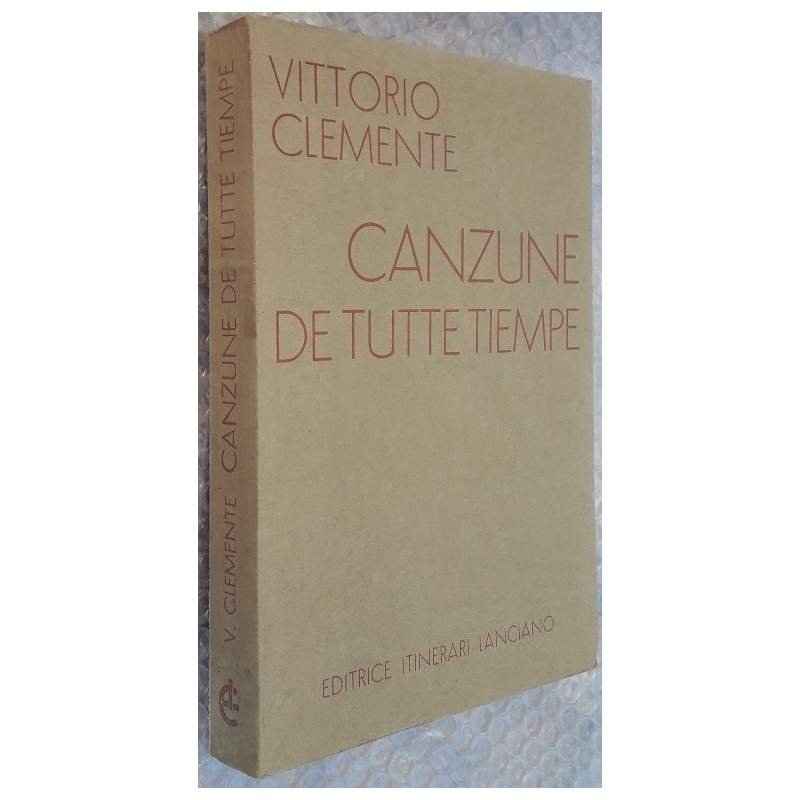 VITTORIO
CLEMENTE
CANZUNE
DE TUTTE TIEMPE
EDITRICE ITINERARI LANCIANO
V. CLEMENTE CANZUNE DE TUTTE TIEMPE